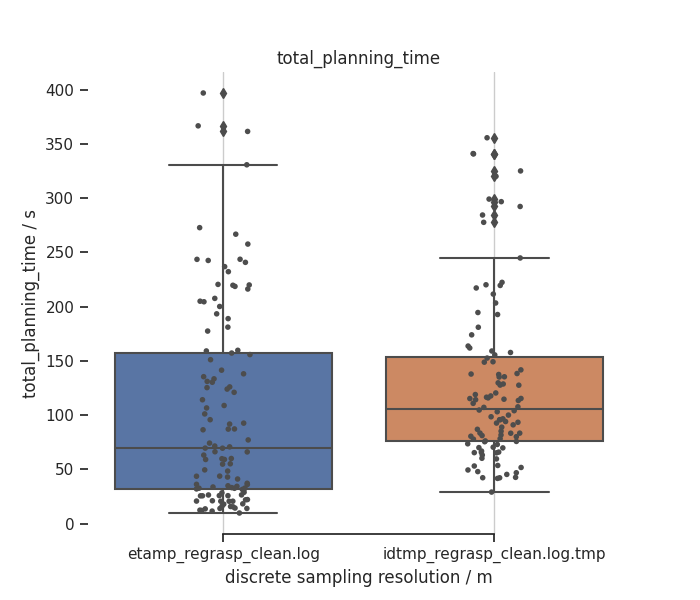 total_planning_time
400
350
300
250
200
150
100
50
0
total_planning_time / s
etamp_regrasp_clean.log
idtmp_regrasp_clean.log.tmp
discrete sampling resolution / m